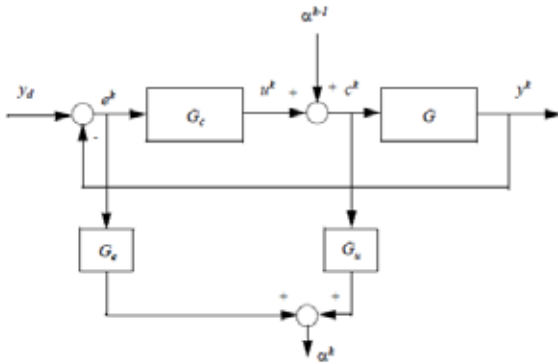 α^{k-1}
y_d
e^k
G_c
u^k
+
+
c^k
G
y^k
-
G_e
G_u
+
+
α^k